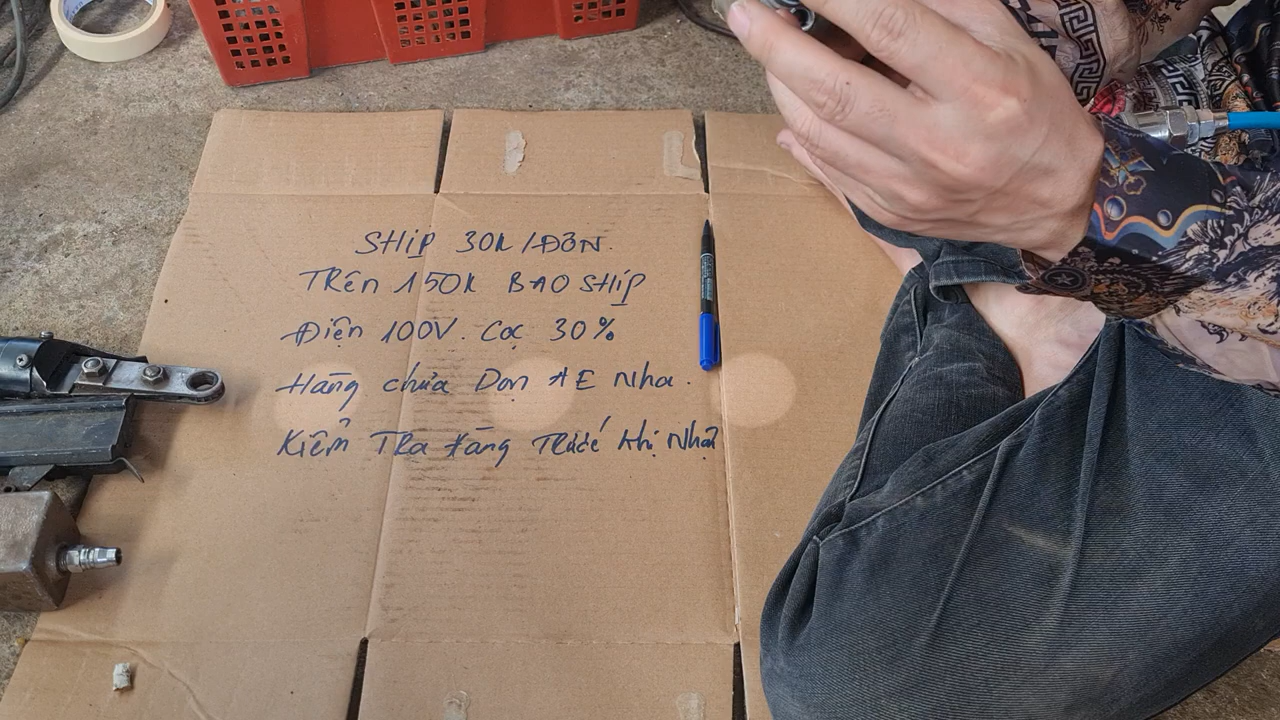 SHiP 30k/ĐƠN.
Trên 150k BAO SHiP
Điện 100V. Cọc 30%
Hàng chưa Dọn AE Nha.
Kiểm Tra Hàng Trước khi Nhận